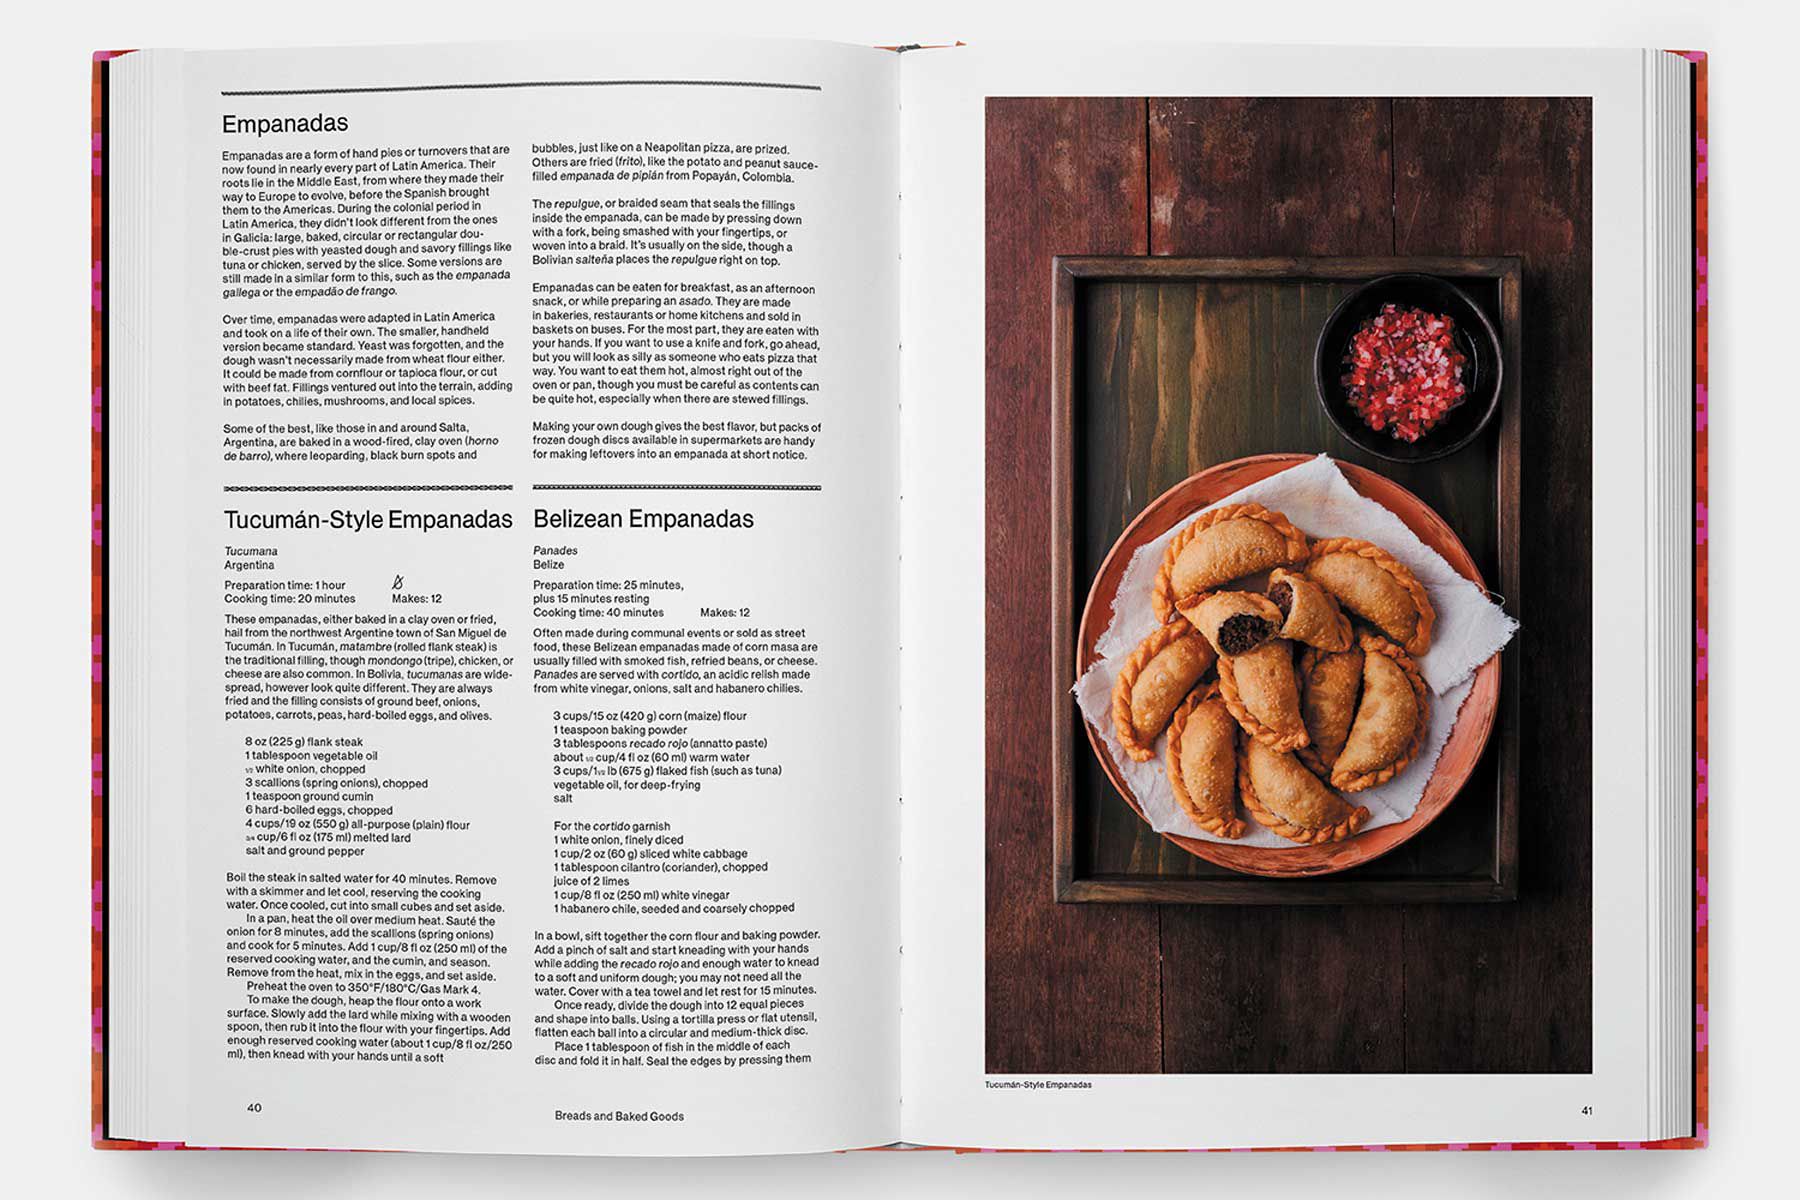 Empanadas
Empanadas are a form of hand pies or turnovers that are
now found in nearly every part of Latin America. Their
roots lie in the Middle East, from where they made their
way to Europe to evolve, before the Spanish brought
them to the Americas. During the colonial period in
Latin America, they didn't look different from the ones
in Galicia: large, baked, circular or rectangular dou-
ble-crust pies with yeasted dough and savory fillings like
tuna or chicken, served by the slice. Some versions are
still made in a similar form to this, such as the empanada
gallega or the empadão de frango.
Over time, empanadas were adapted in Latin America
and took on a life of their own. The smaller, handheld
version became standard. Yeast was forgotten, and the
dough wasn't necessarily made from wheat flour either.
It could be made from cornflour or tapioca flour, or cut
with beef fat. Fillings ventured out into the terrain, adding
in potatoes, chilies, mushrooms, and local spices.
Some of the best, like those in and around Salta,
Argentina, are baked in a wood-fired, clay oven (horno
de barro), where leoparding, black burn spots and
bubbles, just like on a Neapolitan pizza, are prized.
Others are fried (frito), like the potato and peanut sauce-
filled empanada de pipián from Popayán, Colombia.
The repulgue, or braided seam that seals the fillings
inside the empanada, can be made by pressing down
with a fork, being smashed with your fingertips, or
woven into a braid. It's usually on the side, though a
Bolivian salteña places the repulgue right on top.
Empanadas can be eaten for breakfast, as an afternoon
snack, or while preparing an asado. They are made
in bakeries, restaurants or home kitchens and sold in
baskets on buses. For the most part, they are eaten with
your hands. If you want to use a knife and fork, go ahead,
but you will look as silly as someone who eats pizza that
way. You want to eat them hot, almost right out of the
oven or pan, though you must be careful as contents can
be quite hot, especially when there are stewed fillings.
Making your own dough gives the best flavor, but packs of
frozen dough discs available in supermarkets are handy
for making leftovers into an empanada at short notice.
Tucumán-Style Empanadas
Tucumana
Argentina
Preparation time: 1 hour
Cooking time: 20 minutes Makes: 12
These empanadas, either baked in a clay oven or fried,
hail from the northwest Argentine town of San Miguel de
Tucumán. In Tucumán, matambre (rolled flank steak) is
the traditional filling, though mondongo (tripe), chicken, or
cheese are also common. In Bolivia, tucumanas are wide-
spread, however look quite different. They are always
fried and the filling consists of ground beef, onions,
potatoes, carrots, peas, hard-boiled eggs, and olives.
8 oz (225 g) flank steak
1 tablespoon vegetable oil
1/2 white onion, chopped
3 scallions (spring onions), chopped
1 teaspoon ground cumin
6 hard-boiled eggs, chopped
4 cups/19 oz (550 g) all-purpose (plain) flour
3/4 cup/6 fl oz (175 ml) melted lard
salt and ground pepper
Boil the steak in salted water for 40 minutes. Remove
with a skimmer and let cool, reserving the cooking
water. Once cooled, cut into small cubes and set aside.
In a pan, heat the oil over medium heat. Sauté the
onion for 8 minutes, add the scallions (spring onions)
and cook for 5 minutes. Add 1 cup/8 fl oz (250 ml) of the
reserved cooking water, and the cumin, and season.
Remove from the heat, mix in the eggs, and set aside.
Preheat the oven to 350°F/180°C/Gas Mark 4.
To make the dough, heap the flour onto a work
surface. Slowly add the lard while mixing with a wooden
spoon, then rub it into the flour with your fingertips. Add
enough reserved cooking water (about 1 cup/8 fl oz/250
ml), then knead with your hands until a soft
Belizean Empanadas
Panades
Belize
Preparation time: 25 minutes,
plus 15 minutes resting
Cooking time: 40 minutes Makes: 12
Often made during communal events or sold as street
food, these Belizean empanadas made of corn masa are
usually filled with smoked fish, refried beans, or cheese.
Panades are served with cortido, an acidic relish made
from white vinegar, onions, salt and habanero chilies.
3 cups/15 oz (420 g) corn (maize) flour
1 teaspoon baking powder
3 tablespoons recado rojo (annatto paste)
about 1/2 cup/4 fl oz (60 ml) warm water
3 cups/1 1/2 lb (675 g) flaked fish (such as tuna)
vegetable oil, for deep-frying
salt
For the cortido garnish
1 white onion, finely diced
1 cup/2 oz (60 g) sliced white cabbage
1 tablespoon cilantro (coriander), chopped
juice of 2 limes
1 cup/8 fl oz (250 ml) white vinegar
1 habanero chile, seeded and coarsely chopped
In a bowl, sift together the corn flour and baking powder.
Add a pinch of salt and start kneading with your hands
while adding the recado rojo and enough water to knead
to a soft and uniform dough; you may not need all the
water. Cover with a tea towel and let rest for 15 minutes.
Once ready, divide the dough into 12 equal pieces
and shape into balls. Using a tortilla press or flat utensil,
flatten each ball into a circular and medium-thick disc.
Place 1 tablespoon of fish in the middle of each
disc and fold it in half. Seal the edges by pressing them
40
Breads and Baked Goods
Tucumán-Style Empanadas
41